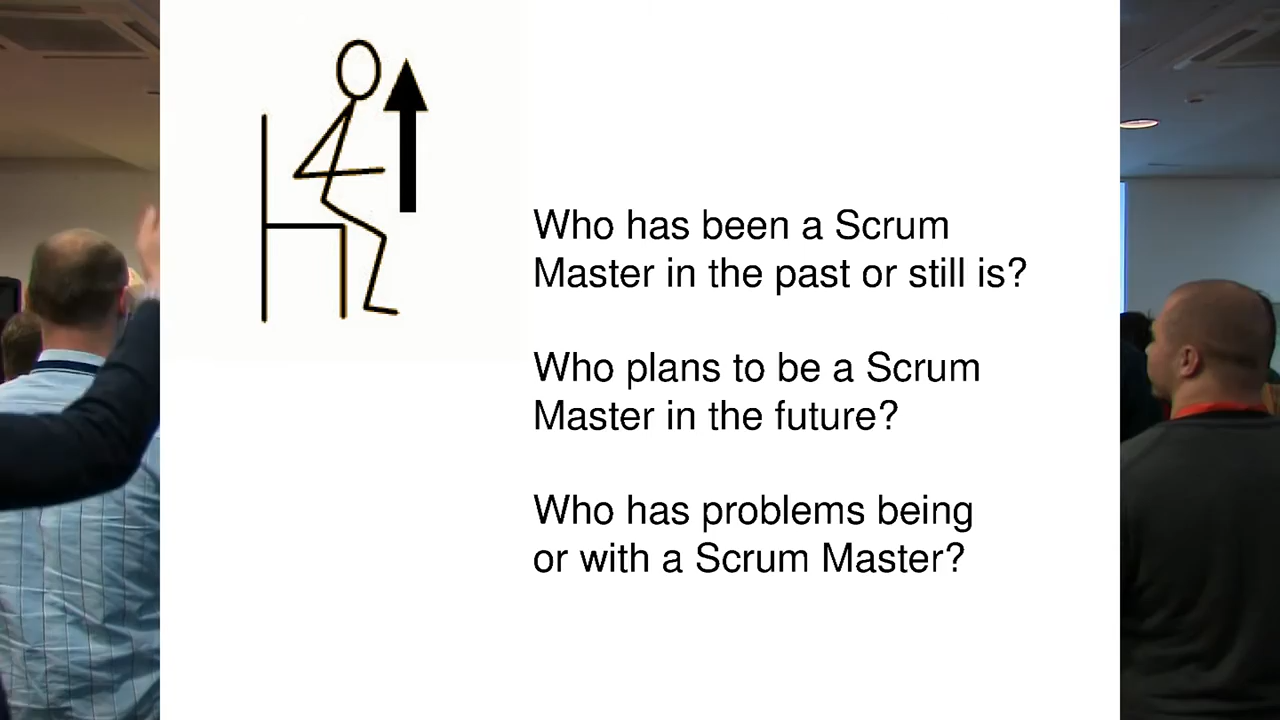 Who has been a Scrum
Master in the past or still is?
Who plans to be a Scrum
Master in the future?
Who has problems being
or with a Scrum Master?